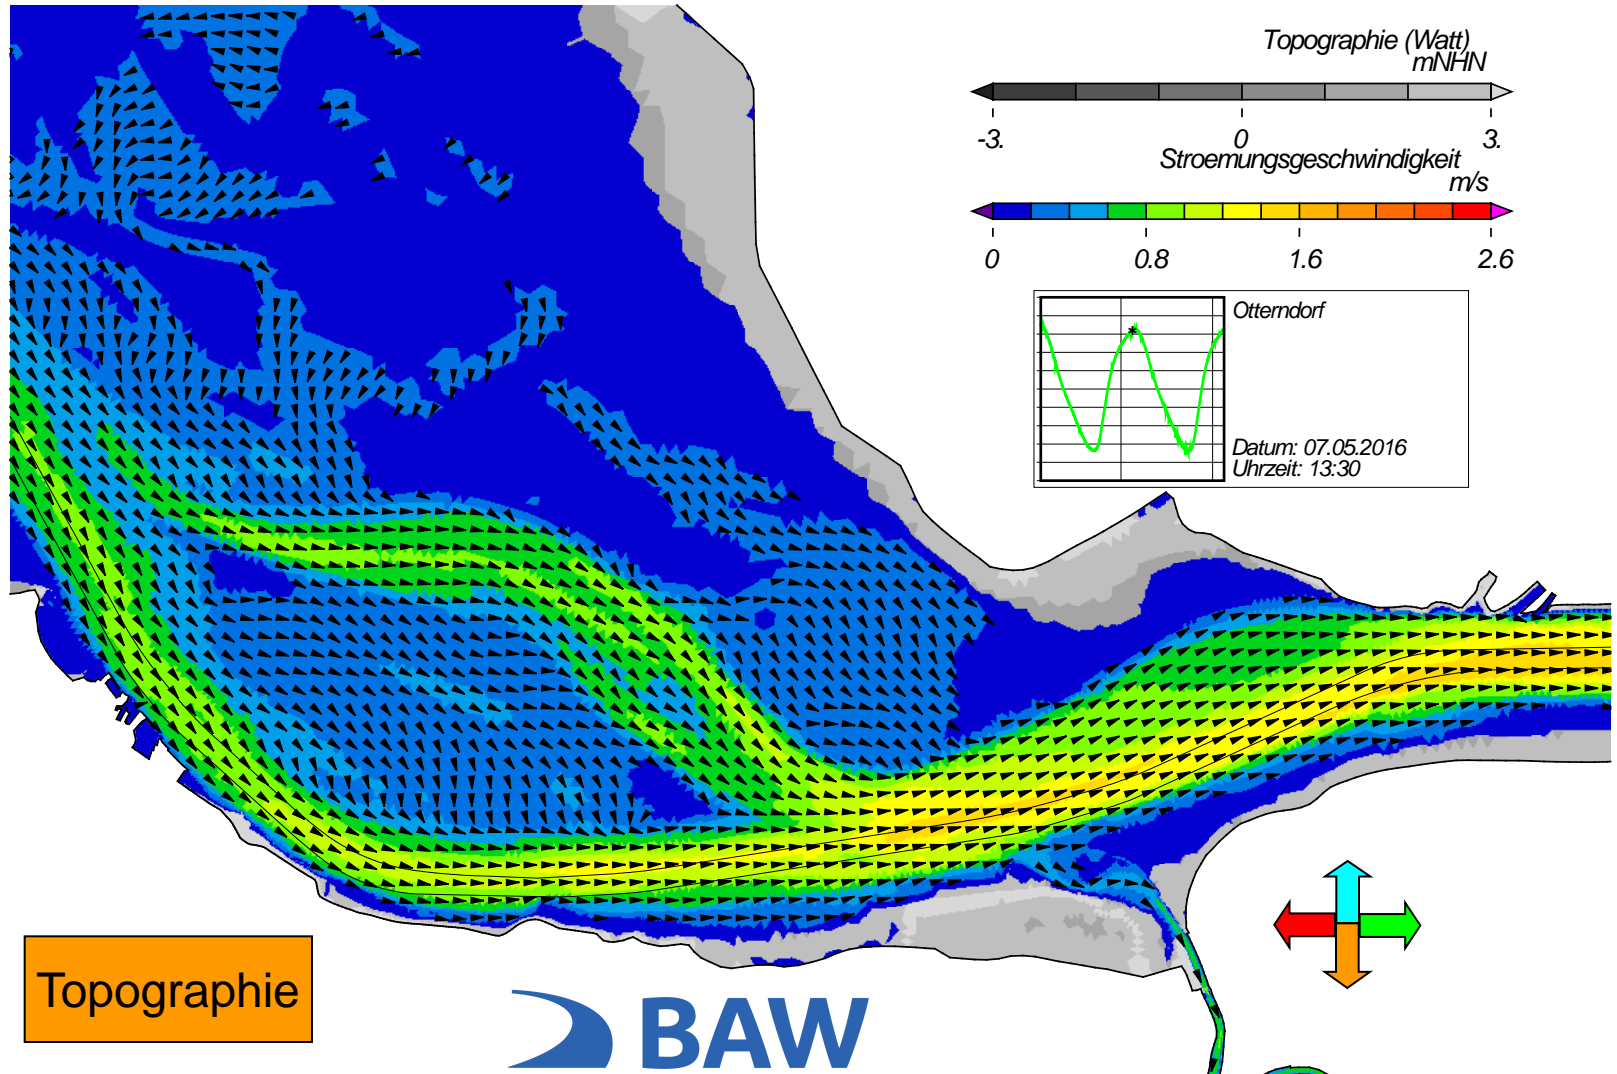 Topographie (Watt)
mNHN
-3. 0 3.
Stroemungsgeschwindigkeit
m/s
0 0.8 1.6 2.6
Otterndorf
Datum: 07.05.2016
Uhrzeit: 13:30
Topographie
BAW